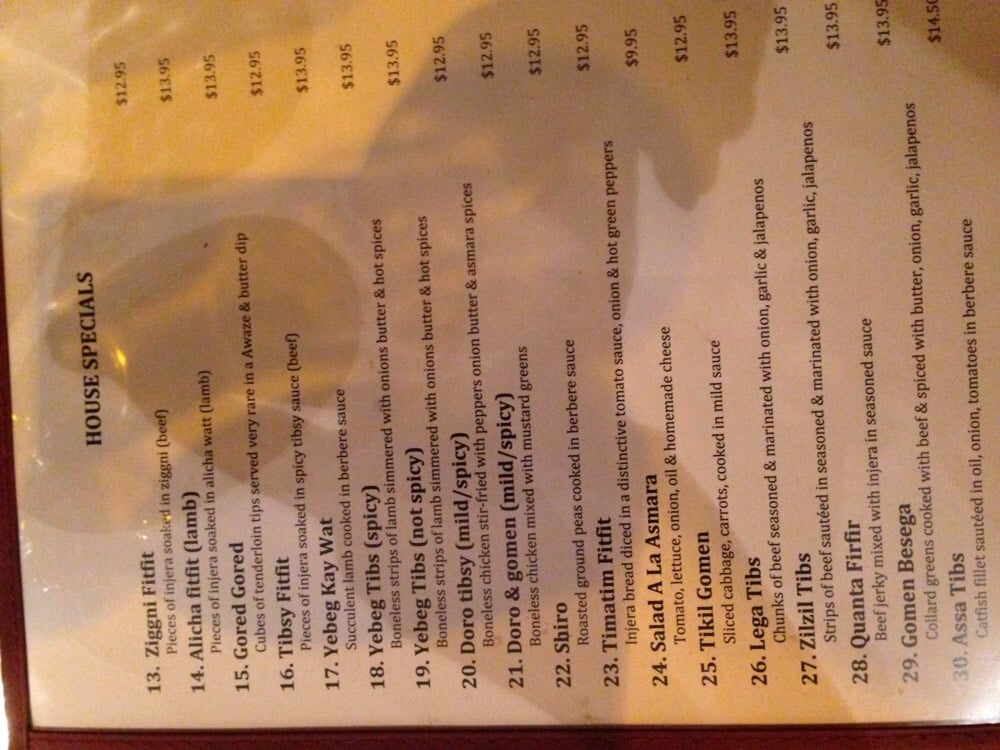 HOUSE SPECIALS
13. Ziggni Fitfit $12.95
Pieces of injera soaked in ziggni (beef)
14. Alicha fitfit (lamb) $13.95
Pieces of injera soaked in alicha watt (lamb)
15. Gored Gored $13.95
Cubes of tenderloin tips served very rare in a Awaze & butter dip
16. Tibsy Fitfit $12.95
Pieces of injera soaked in spicy tibsy sauce (beef)
17. Yebeg Kay Wat $13.95
Succulent lamb cooked in berbere sauce
18. Yebeg Tibs (spicy) $13.95
Boneless strips of lamb simmered with onions butter & hot spices
19. Yebeg Tibs (not spicy) $13.95
Boneless strips of lamb simmered with onions butter & hot spices
20. Doro tibsy (mild/spicy) $12.95
Boneless chicken stir-fried with peppers onion butter & asmara spices
21. Doro & gomen (mild/spicy) $12.95
Boneless chicken mixed with mustard greens
22. Shiro $12.95
Roasted ground peas cooked in berbere sauce
23. Timatim Fitfit $12.95
Injera bread diced in a distinctive tomato sauce, onion & hot green peppers
24. Salad A La Asmara $9.95
Tomato, lettuce, onion, oil & homemade cheese
25. Tikil Gomen $12.95
Sliced cabbage, carrots, cooked in mild sauce
26. Lega Tibs $13.95
Chunks of beef seasoned & marinated with onion, garlic & jalapenos
27. Zilzil Tibs $13.95
Strips of beef sautéed in seasoned & marinated with onion, garlic, jalapenos
28. Quanta Firfir $13.95
Beef jerky mixed with injera in seasoned sauce
29. Gomen Besega $13.95
Collard greens cooked with beef & spiced with butter, onion, garlic, jalapenos
30. Assa Tibs $14.50
Catfish fillet sautéed in oil, onion, tomatoes in berbere sauce